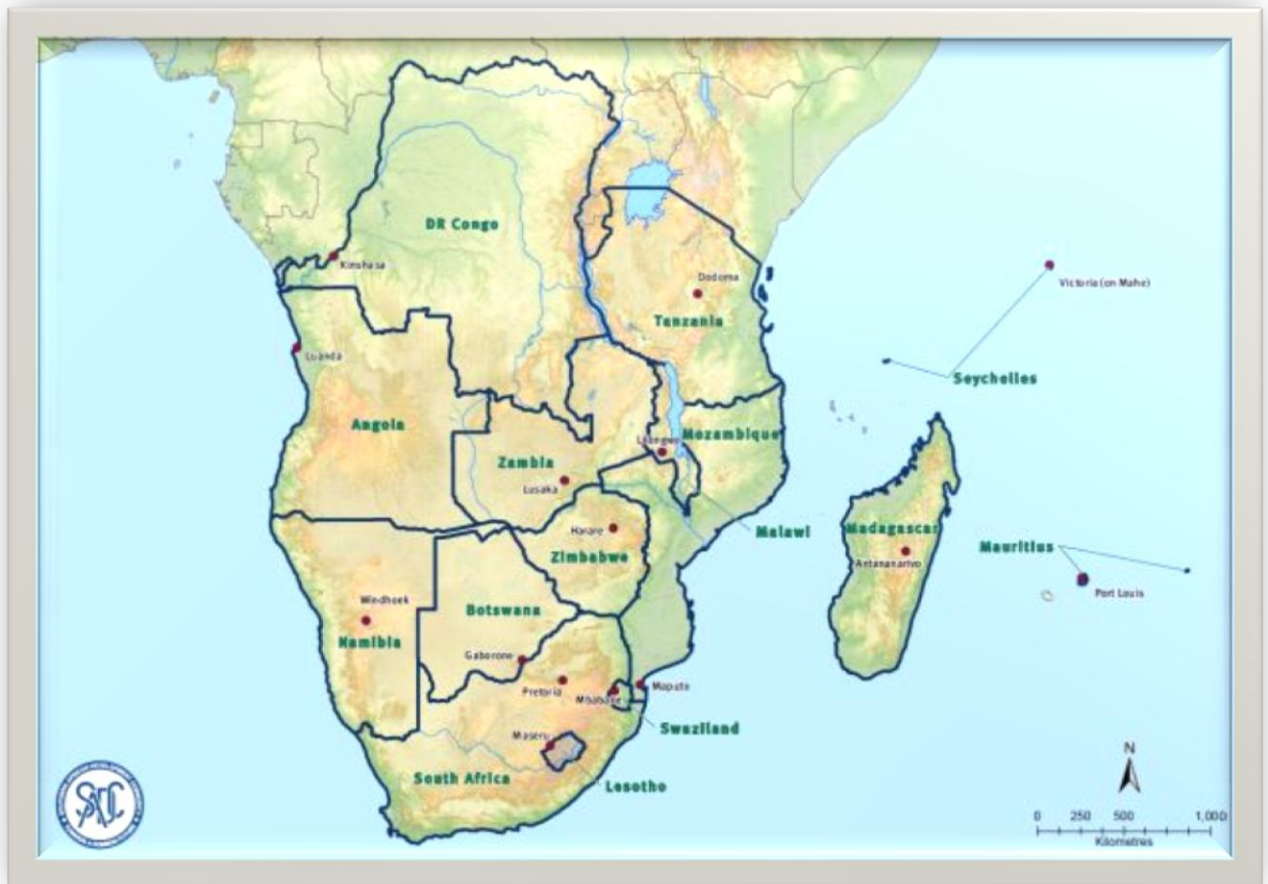 DR Congo
Kinshasa
Dodoma
Victoria (on Mahe)
Tanzania
Luanda
Seychelles
Angola
Mozambique
Lilongwe
Zambia
Lusaka
Harare
Malawi
Madagascar
Zimbabwe
Mauritius
Antananarivo
Port Louis
Windhoek
Botswana
Namibia
Gaborone
Pretoria
Mbabane
Maputo
Swaziland
Maseru
South Africa
Lesotho
SADC
N
0 250 500 1,000
Kilometres